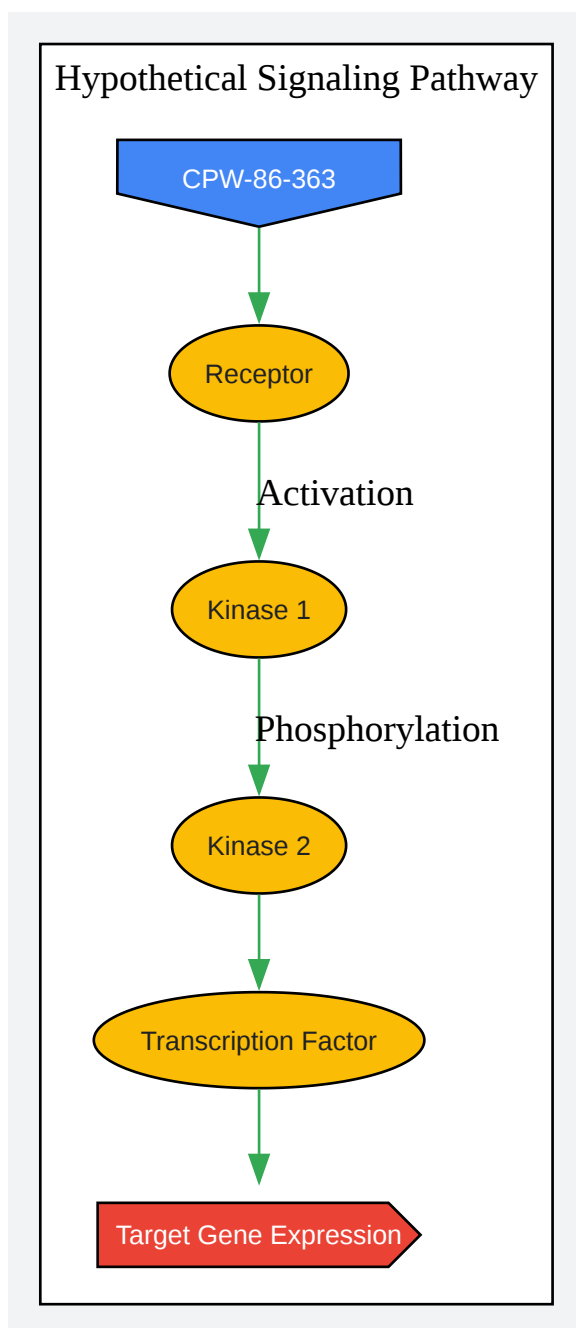 Hypothetical Signaling Pathway
CPW-86-363
Receptor
Activation
Kinase 1
Phosphorylation
Kinase 2
Transcription Factor
Target Gene Expression